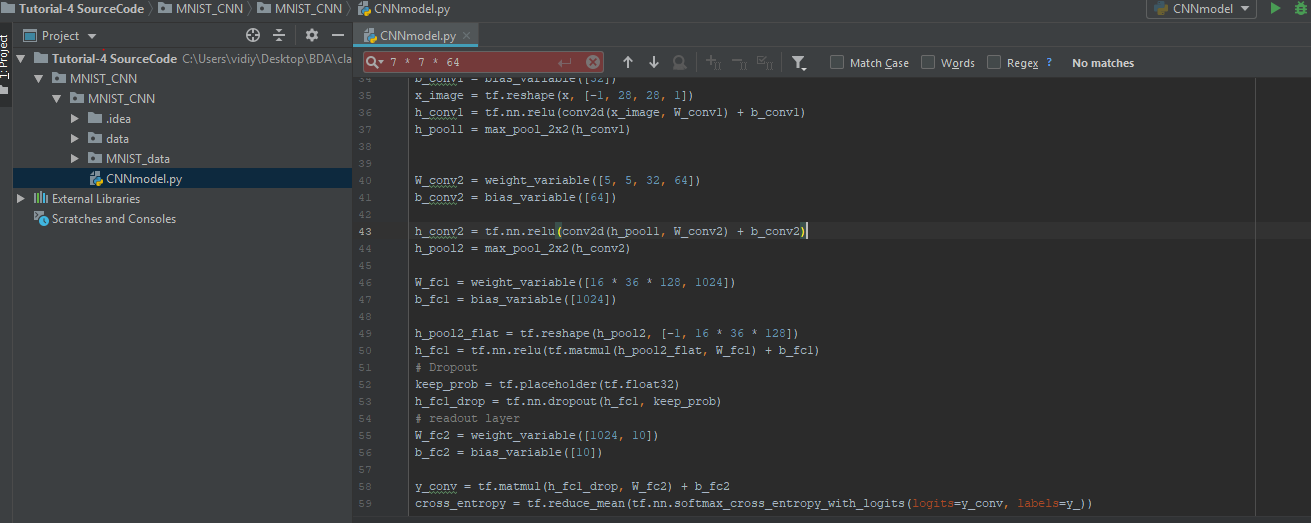 Tutorial-4 SourceCode MNIST_CNN MNIST_CNN CNNmodel.py
CNNmodel
1: Project
Project
Tutorial-4 SourceCode C:\Users\vidiy\Desktop\BDA\cla
MNIST_CNN
MNIST_CNN
.idea
data
MNIST_data
CNNmodel.py
External Libraries
Scratches and Consoles
CNNmodel.py
7 * 7 * 64
Match Case
Words
Regex ?
No matches
34 b_conv1 = bias_variable([32])
35 x_image = tf.reshape(x, [-1, 28, 28, 1])
36 h_conv1 = tf.nn.relu(conv2d(x_image, W_conv1) + b_conv1)
37 h_pool1 = max_pool_2x2(h_conv1)
38
39
40 W_conv2 = weight_variable([5, 5, 32, 64])
41 b_conv2 = bias_variable([64])
42
43 h_conv2 = tf.nn.relu(conv2d(h_pool1, W_conv2) + b_conv2)
44 h_pool2 = max_pool_2x2(h_conv2)
45
46 W_fc1 = weight_variable([16 * 36 * 128, 1024])
47 b_fc1 = bias_variable([1024])
48
49 h_pool2_flat = tf.reshape(h_pool2, [-1, 16 * 36 * 128])
50 h_fc1 = tf.nn.relu(tf.matmul(h_pool2_flat, W_fc1) + b_fc1)
51 # Dropout
52 keep_prob = tf.placeholder(tf.float32)
53 h_fc1_drop = tf.nn.dropout(h_fc1, keep_prob)
54 # readout layer
55 W_fc2 = weight_variable([1024, 10])
56 b_fc2 = bias_variable([10])
57
58 y_conv = tf.matmul(h_fc1_drop, W_fc2) + b_fc2
59 cross_entropy = tf.reduce_mean(tf.nn.softmax_cross_entropy_with_logits(logits=y_conv, labels=y_))